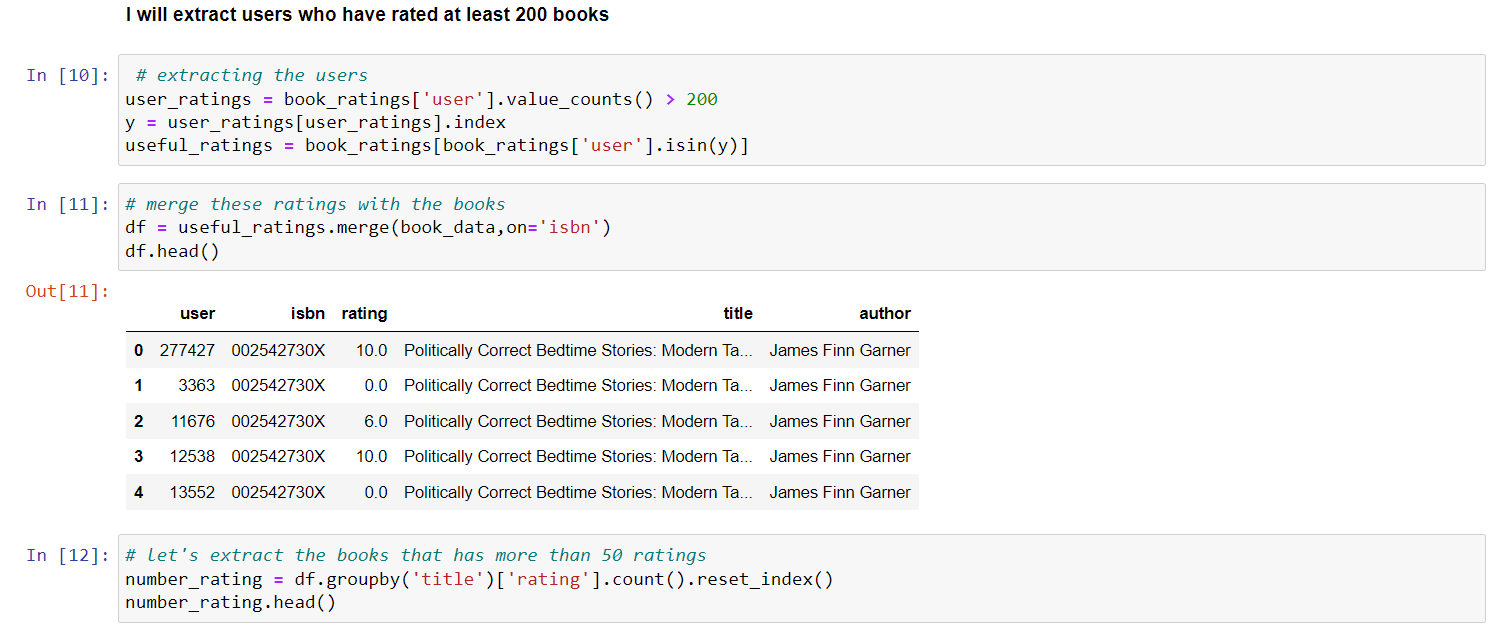 I will extract users who have rated at least 200 books
In [10]: # extracting the users
user_ratings = book_ratings['user'].value_counts() > 200
y = user_ratings[user_ratings].index
useful_ratings = book_ratings[book_ratings['user'].isin(y)]
In [11]: # merge these ratings with the books
df = useful_ratings.merge(book_data,on='isbn')
df.head()
Out[11]:
user isbn rating title author
0 277427 002542730X 10.0 Politically Correct Bedtime Stories: Modern Ta... James Finn Garner
1 3363 002542730X 0.0 Politically Correct Bedtime Stories: Modern Ta... James Finn Garner
2 11676 002542730X 6.0 Politically Correct Bedtime Stories: Modern Ta... James Finn Garner
3 12538 002542730X 10.0 Politically Correct Bedtime Stories: Modern Ta... James Finn Garner
4 13552 002542730X 0.0 Politically Correct Bedtime Stories: Modern Ta... James Finn Garner
In [12]: # let's extract the books that has more than 50 ratings
number_rating = df.groupby('title')['rating'].count().reset_index()
number_rating.head()